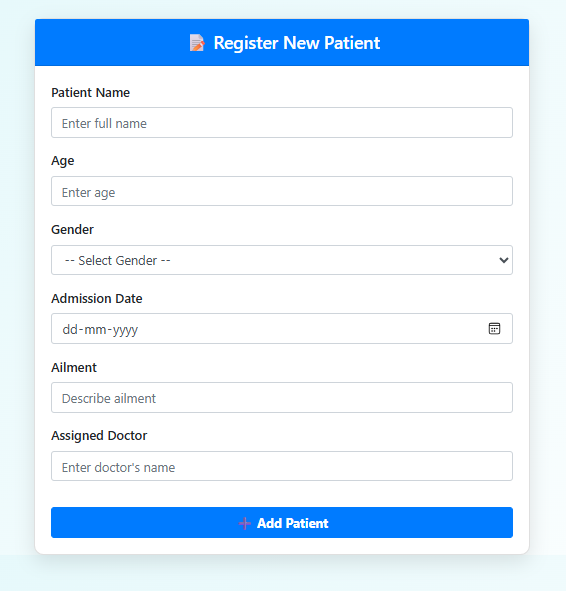 📝 Register New Patient
Patient Name
Enter full name
Age
Enter age
Gender
-- Select Gender --
Admission Date
dd-mm-yyyy
Ailment
Describe ailment
Assigned Doctor
Enter doctor's name
➕ Add Patient